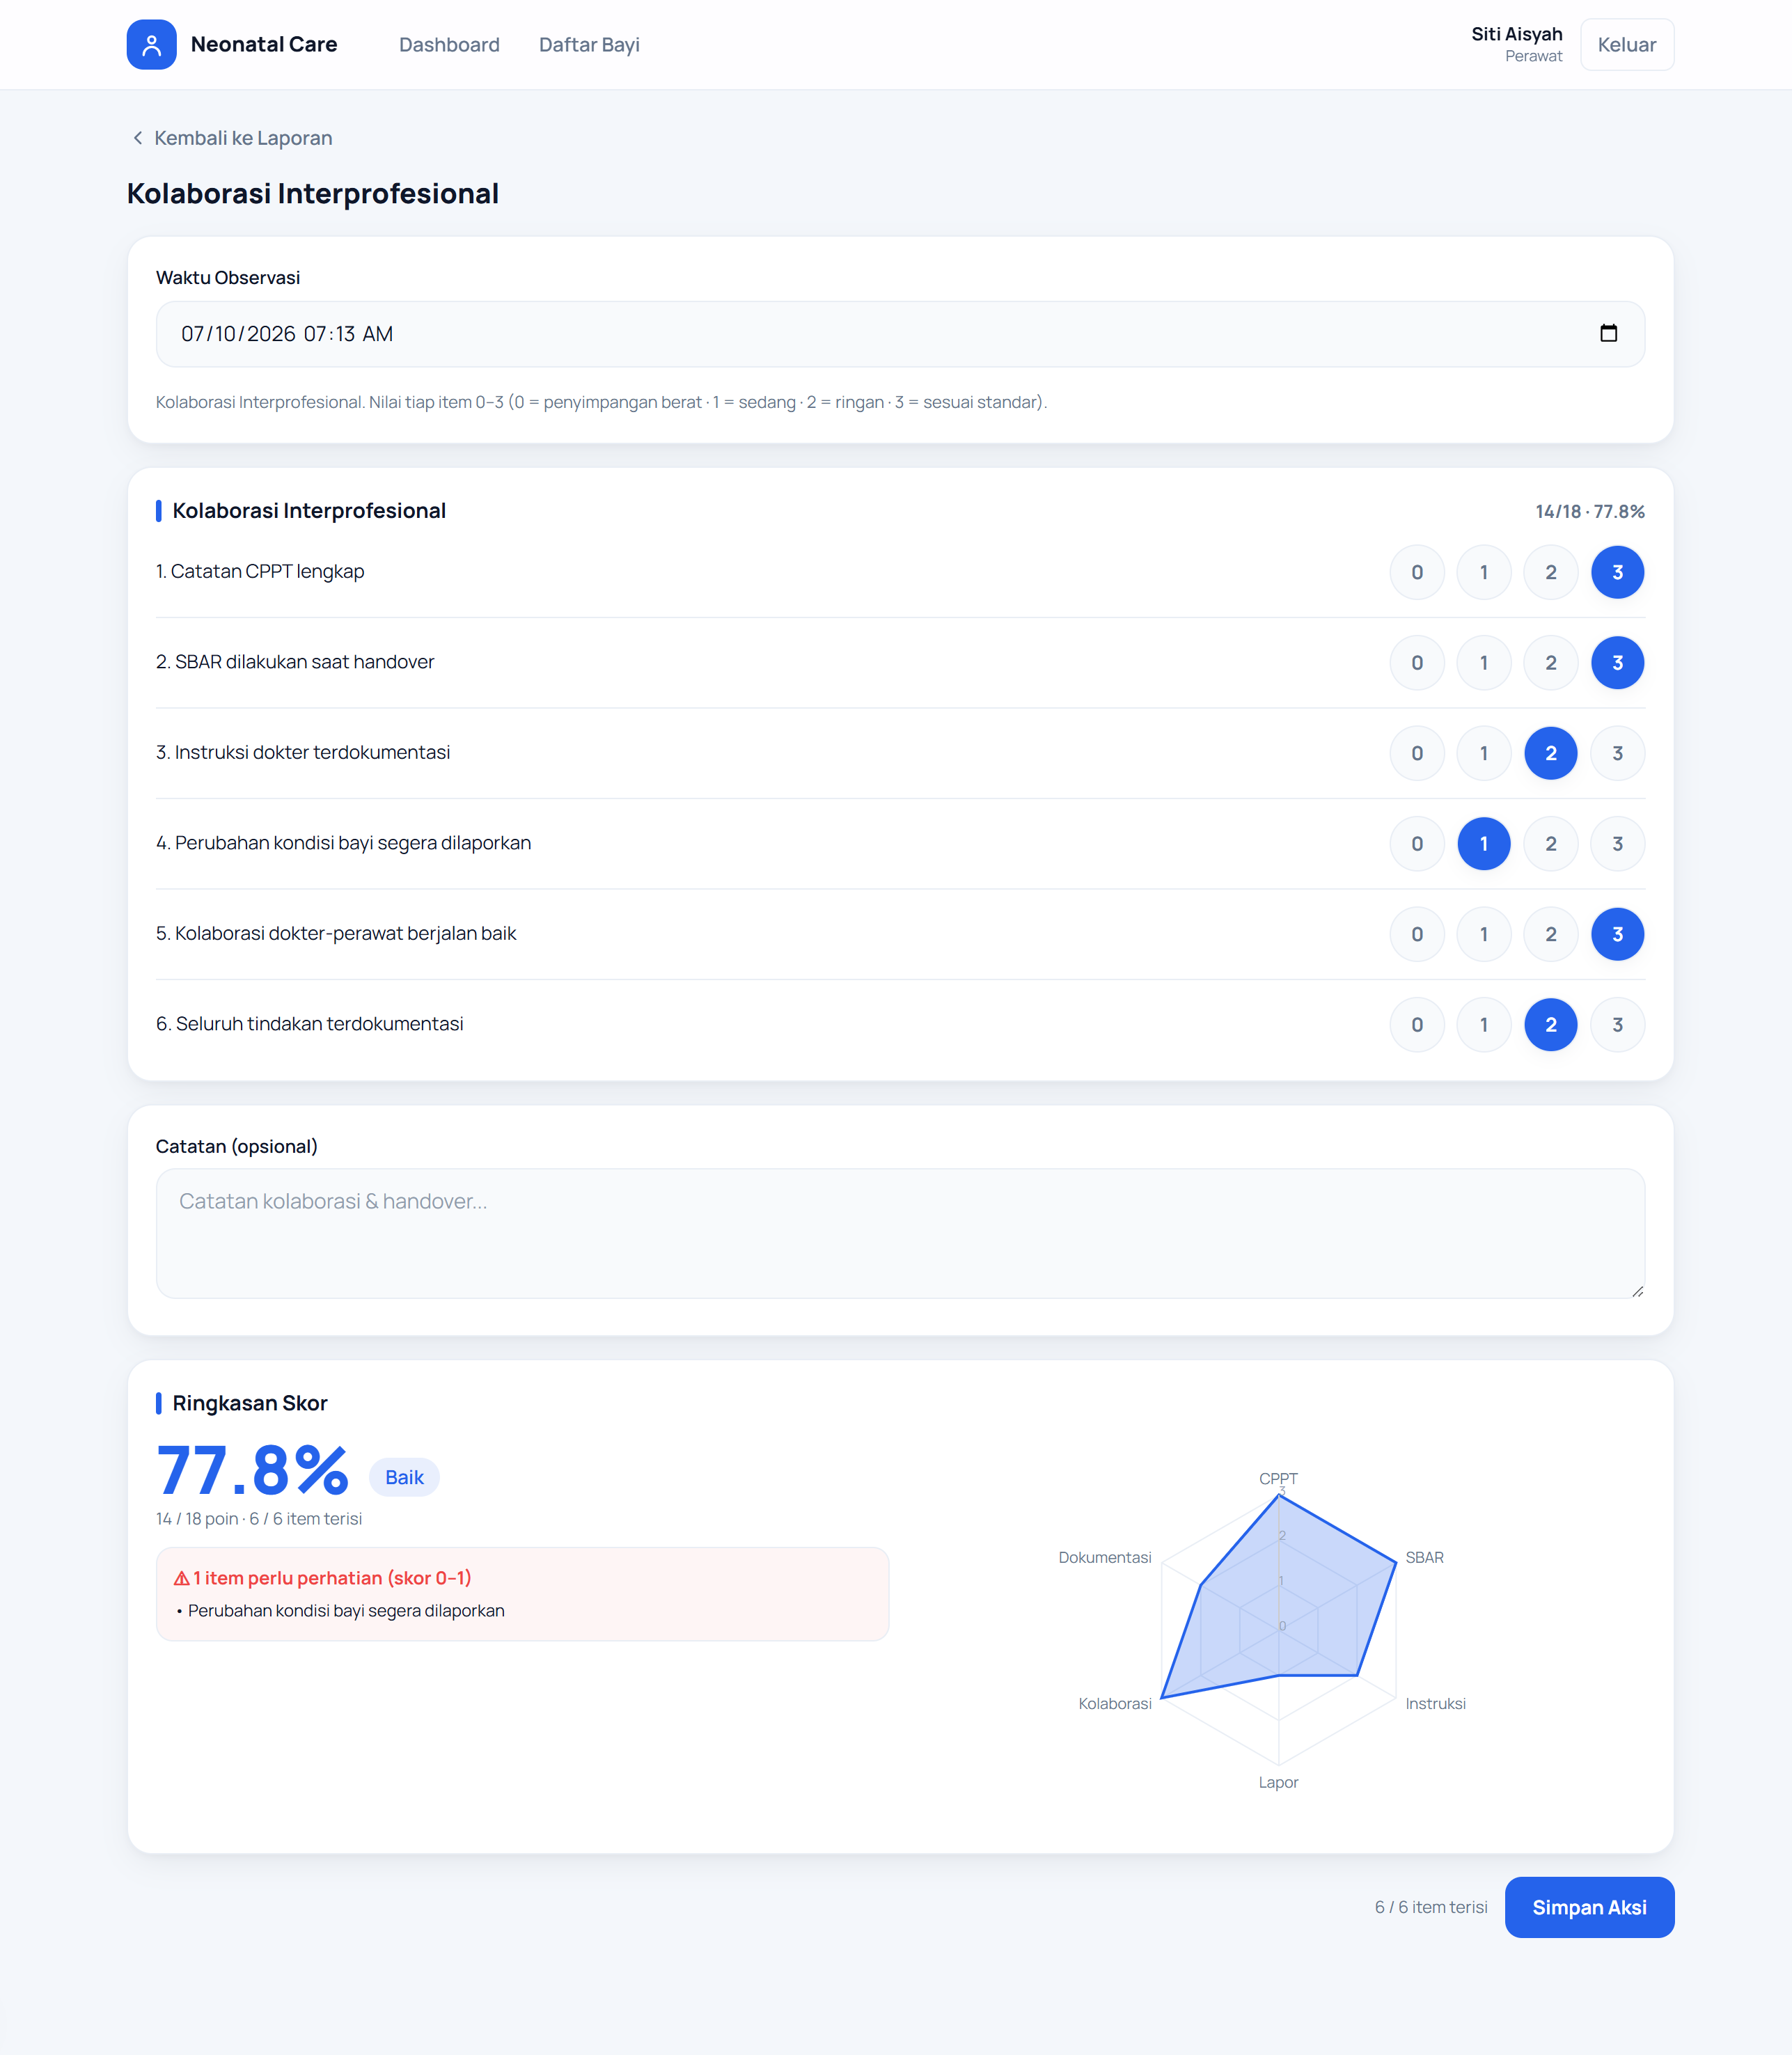 Neonatal Care
Dashboard
Daftar Bayi
Siti Aisyah
Perawat
Keluar
Kembali ke Laporan
Kolaborasi Interprofesional
Waktu Observasi
07/10/2026 07:13 AM
Kolaborasi Interprofesional. Nilai tiap item 0–3 (0 = penyimpangan berat · 1 = sedang · 2 = ringan · 3 = sesuai standar).
Kolaborasi Interprofesional
14/18 · 77.8%
1. Catatan CPPT lengkap
0 1 2 3
2. SBAR dilakukan saat handover
0 1 2 3
3. Instruksi dokter terdokumentasi
0 1 2 3
4. Perubahan kondisi bayi segera dilaporkan
0 1 2 3
5. Kolaborasi dokter-perawat berjalan baik
0 1 2 3
6. Seluruh tindakan terdokumentasi
0 1 2 3
Catatan (opsional)
Catatan kolaborasi & handover...
Ringkasan Skor
77.8%
Baik
14 / 18 poin · 6 / 6 item terisi
⚠ 1 item perlu perhatian (skor 0–1)
• Perubahan kondisi bayi segera dilaporkan
CPPT
3
2
1
0
SBAR
Instruksi
Lapor
Kolaborasi
Dokumentasi
6 / 6 item terisi
Simpan Aksi